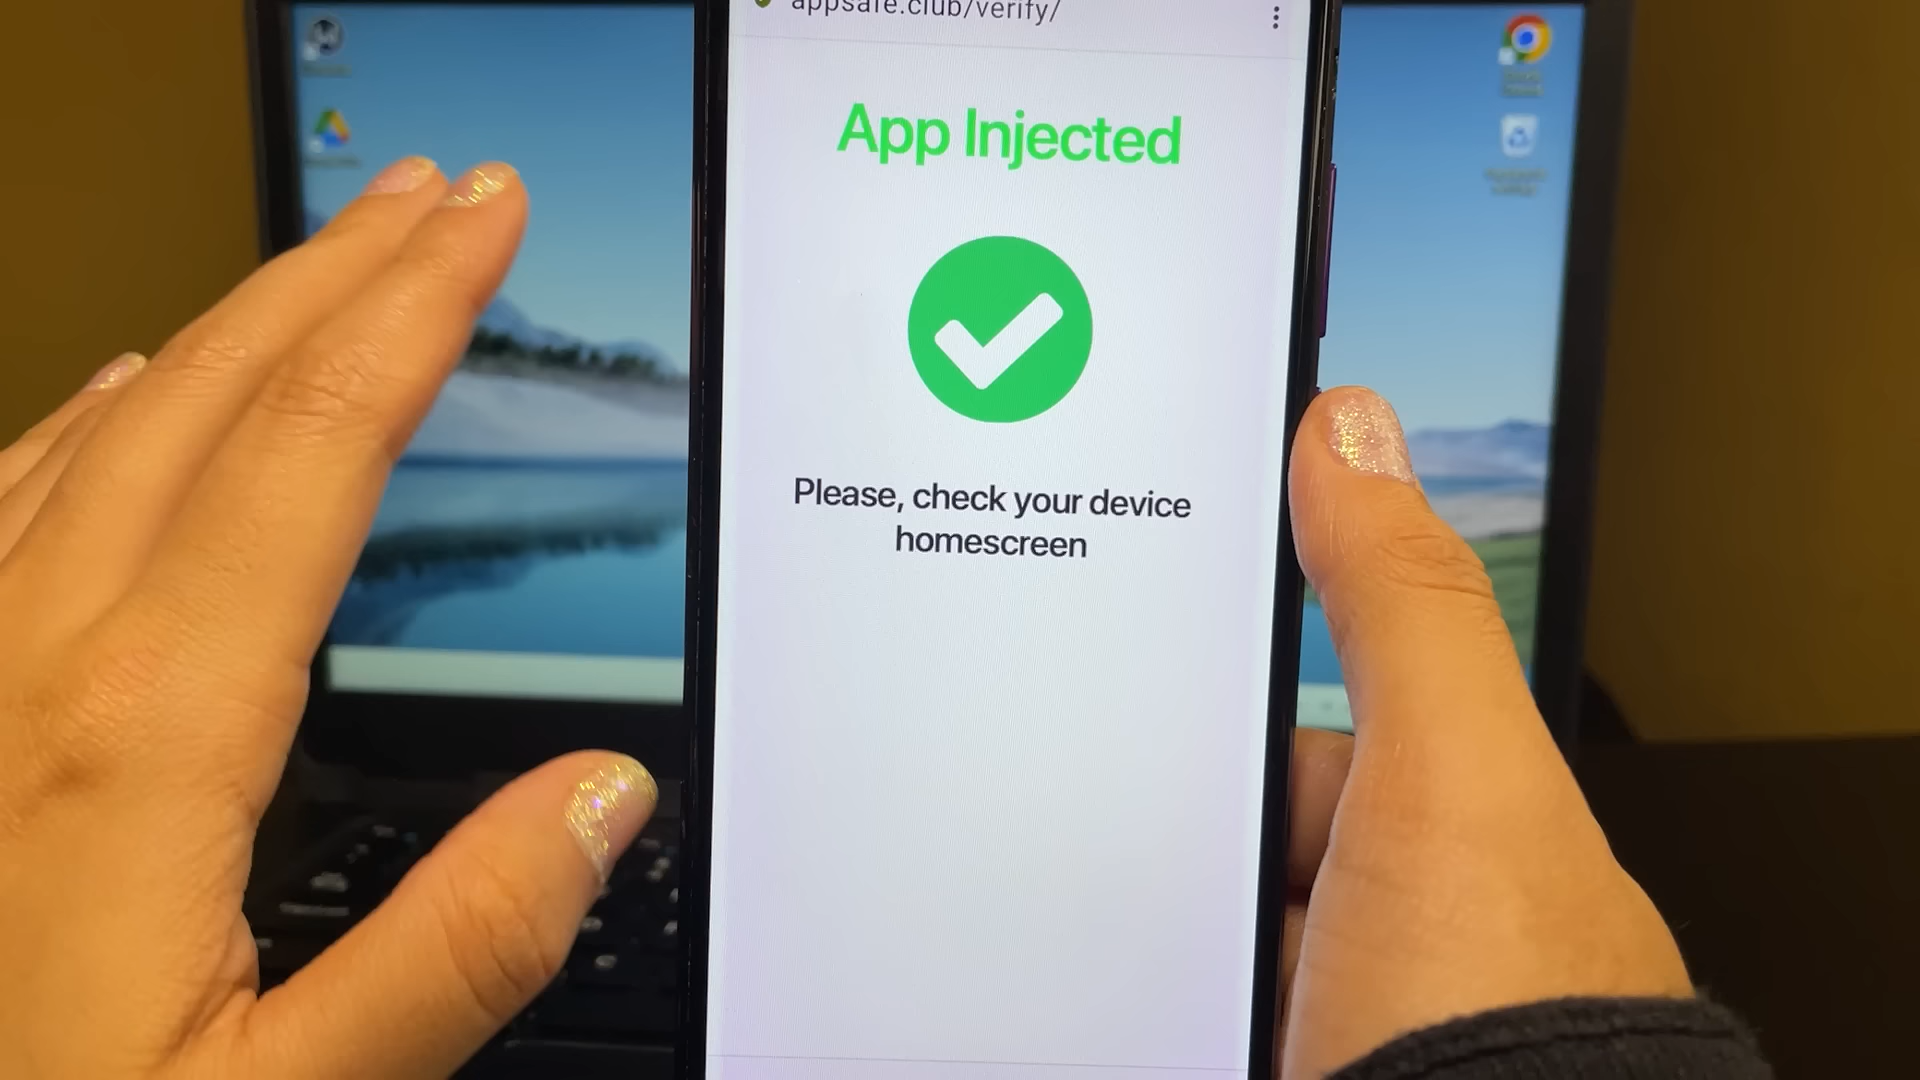 appsafe.club/verify/
App Injected
Please, check your device
homescreen